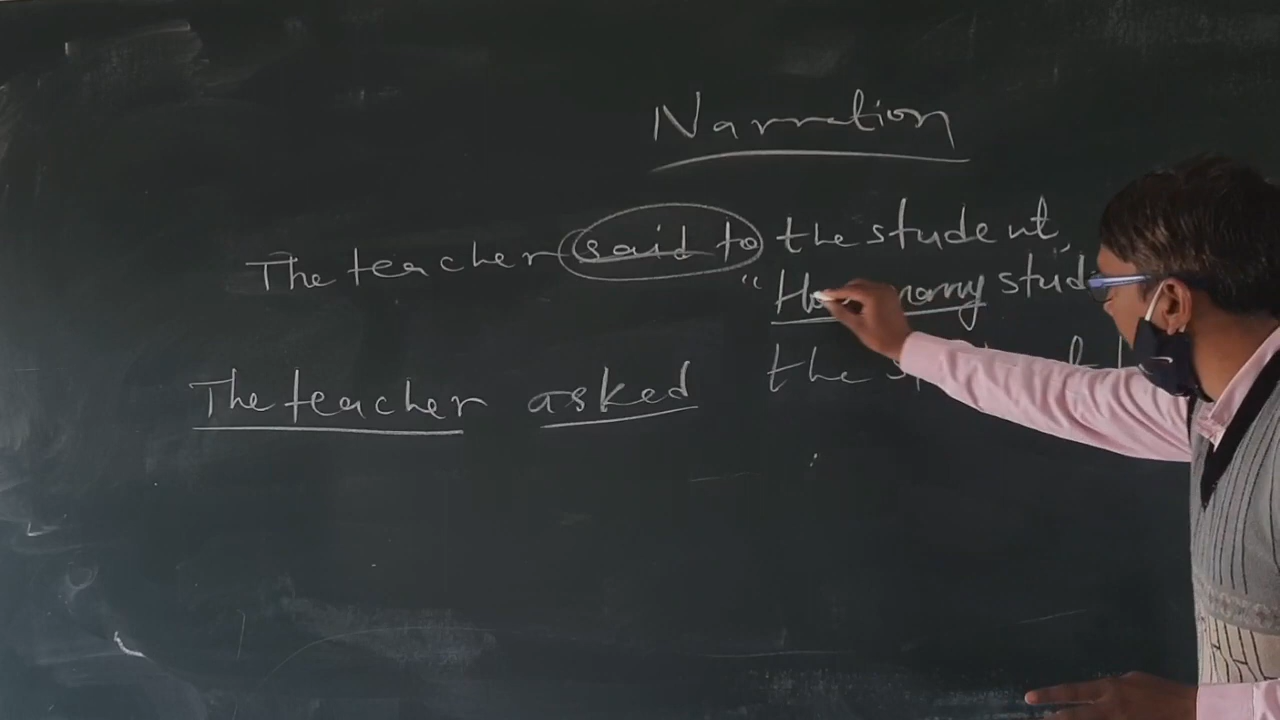 Narration
The teacher said to the student,
"How many stud
The teacher asked
the